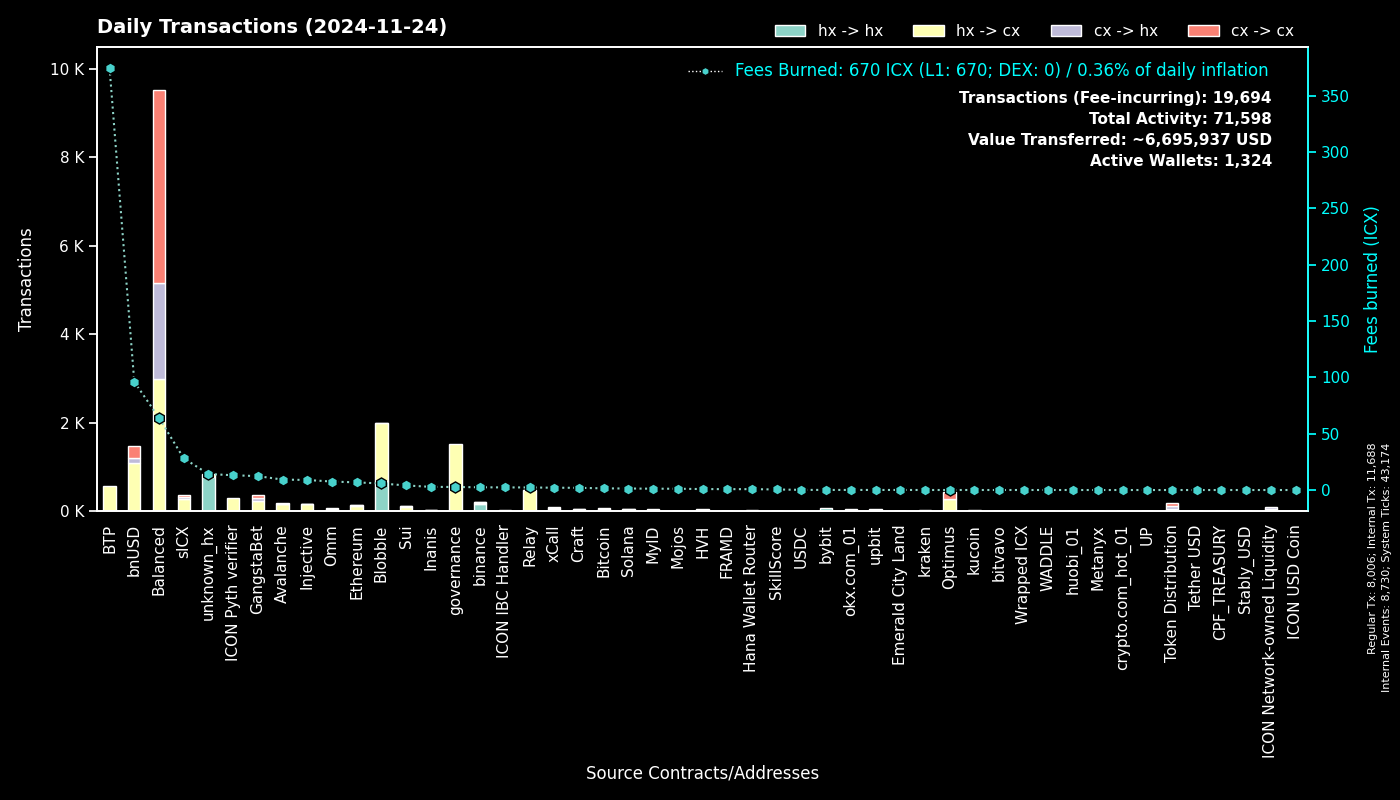 Daily Transactions (2024-11-24)
hx -> hx
hx -> cx
cx -> hx
cx -> cx
Fees Burned: 670 ICX (L1: 670; DEX: 0) / 0.36% of daily inflation
Transactions (Fee-incurring): 19,694
Total Activity: 71,598
Value Transferred: ~6,695,937 USD
Active Wallets: 1,324
Transactions
10 K
8 K
6 K
4 K
2 K
0 K
350
300
250
200
150
100
50
0
Fees burned (ICX)
Regular Tx: 8,006; Internal Tx: 11,688
Internal Events: 8,730; System Ticks: 43,174
BTP
bnUSD
Balanced
sICX
unknown_hx
ICON Pyth verifier
GangstaBet
Avalanche
Injective
Omm
Ethereum
Blobble
Sui
Inanis
governance
binance
ICON IBC Handler
Relay
xCall
Craft
Bitcoin
Solana
MyID
Mojos
HVH
FRAMD
Hana Wallet Router
SkillScore
USDC
bybit
okx.com_01
upbit
Emerald City Land
kraken
Optimus
kucoin
bitvavo
Wrapped ICX
WADDLE
huobi_01
Metanyx
crypto.com_hot_01
UP
Token Distribution
Tether USD
CPF_TREASURY
Stably_USD
ICON Network-owned Liquidity
ICON USD Coin
Source Contracts/Addresses